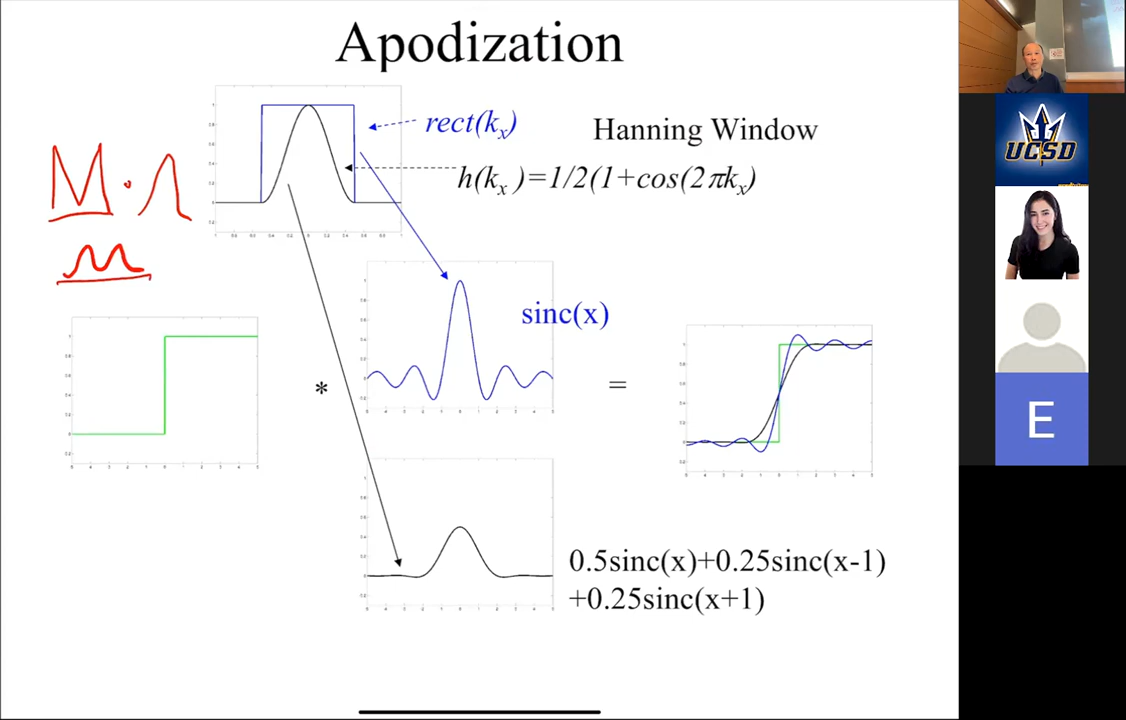 Apodization
rect(kx)
Hanning Window
h(kx )=1/2(1+cos(2πkx)
M · Λ
sinc(x)
*
=
0.5sinc(x)+0.25sinc(x-1)
+0.25sinc(x+1)
UCSD
E